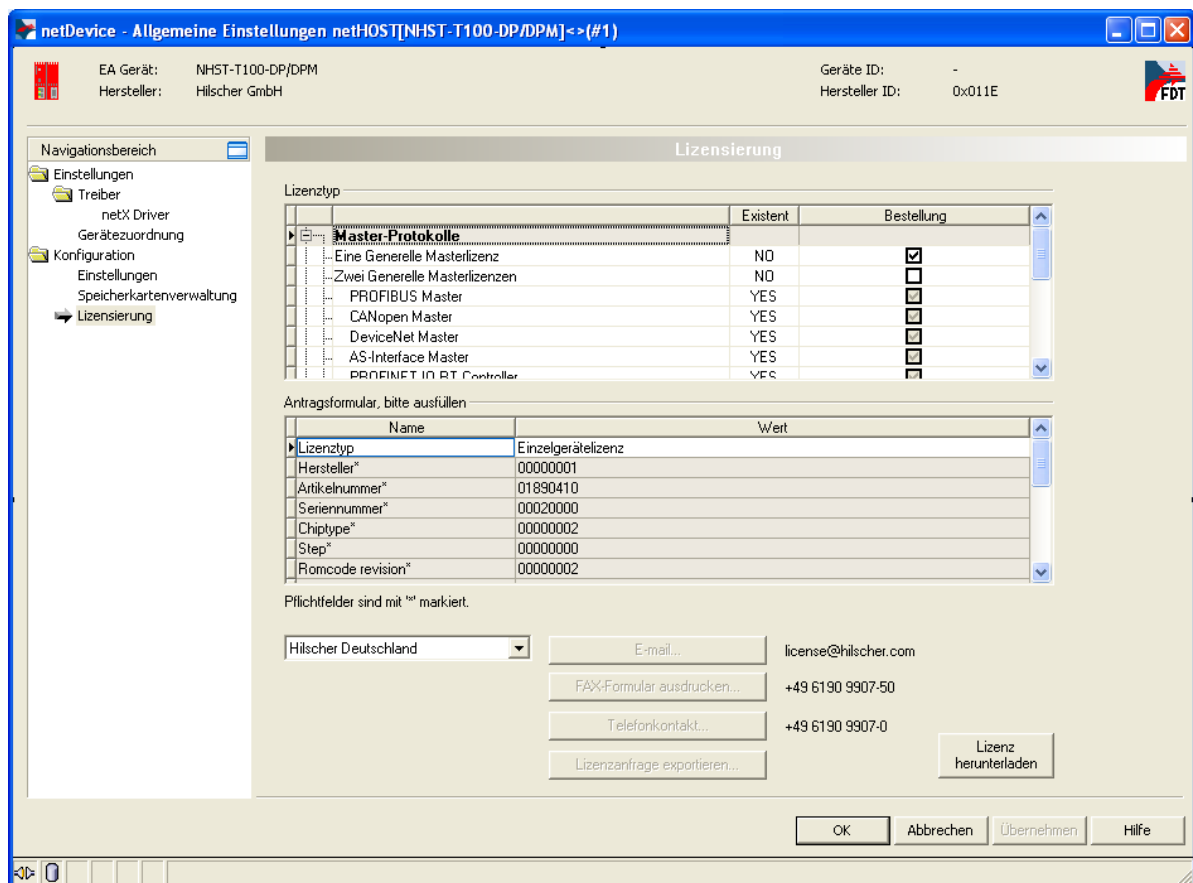 netDevice - Allgemeine Einstellungen netHOST[NHST-T100-DP/DPM]<>(#1)
EA Gerät: NHST-T100-DP/DPM Geräte ID: -
Hersteller: Hilscher GmbH Hersteller ID: 0x011E
FDT
Navigationsbereich
Einstellungen
Treiber
netX Driver
Gerätezuordnung
Konfiguration
Einstellungen
Speicherkartenverwaltung
Lizensierung
Lizensierung
Lizenztyp
Existent Bestellung
Master-Protokolle
Eine Generelle Masterlizenz NO
Zwei Generelle Masterlizenzen NO
PROFIBUS Master YES
CANopen Master YES
DeviceNet Master YES
AS-Interface Master YES
PROFINET IO RT Controller YES
Antragsformular, bitte ausfüllen
Name Wert
Lizenztyp Einzelgerätelizenz
Hersteller* 00000001
Artikelnummer* 01890410
Seriennummer* 00020000
Chiptype* 00000002
Step* 00000000
Romcode revision* 00000002
Pflichtfelder sind mit '*' markiert.
Hilscher Deutschland E-mail... license@hilscher.com
FAX-Formular ausdrucken... +49 6190 9907-50
Telefonkontakt... +49 6190 9907-0
Lizenzanfrage exportieren...
Lizenz
herunterladen
OK Abbrechen Übernehmen Hilfe